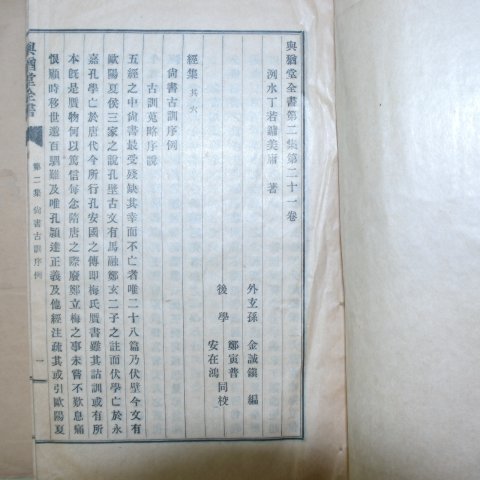 與猶堂全書第二集第二十一卷
洌水丁若鏞美庸 著
外玄孫 金誠鎭 編
後學 鄭寅普
安在鴻 同校
經集 其六
尙書古訓序例
古訓蒐略序說
五經之中尙書最受殘缺其幸而不亡者唯二十八篇乃伏壁今文有
歐陽夏侯三家之說孔壁古文有馬融鄭玄二子之註而伏學亡於永
嘉孔學亡於唐代今所行孔安國之傳即梅氏贋書雖其詁訓或有所
本旣是贋物何以篤信每念隋唐之際廢鄭立梅之事未嘗不歎息痛
恨顧時移世遷百駟難及唯孔穎達正義及他經注疏其或引歐陽夏
與猶堂全書
第二集 尙書古訓序例
一